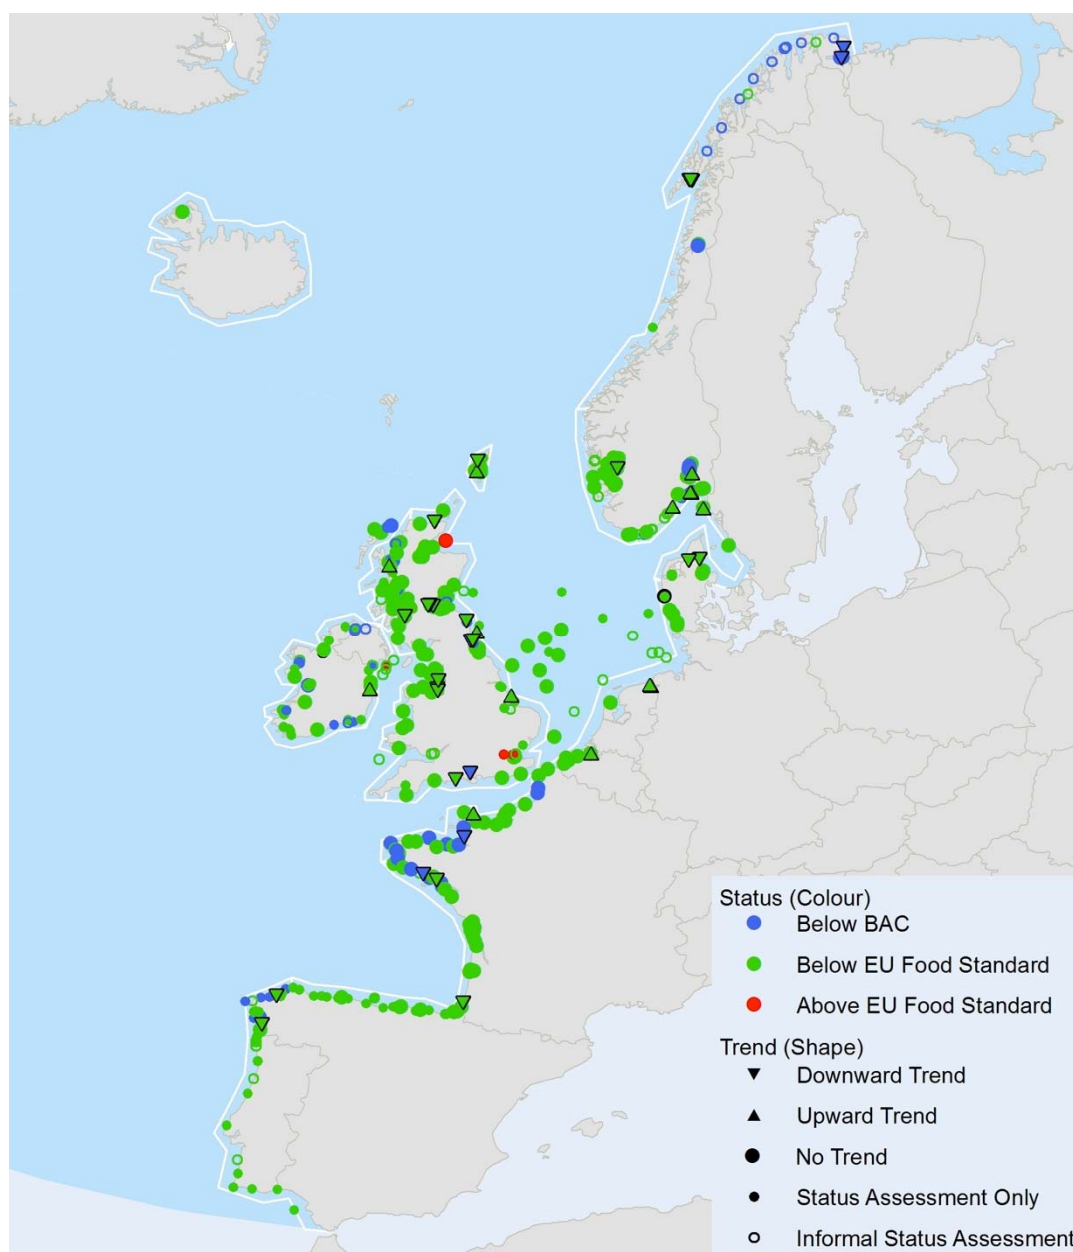 Status (Colour)
Below BAC
Below EU Food Standard
Above EU Food Standard
Trend (Shape)
Downward Trend
Upward Trend
No Trend
Status Assessment Only
Informal Status Assessment